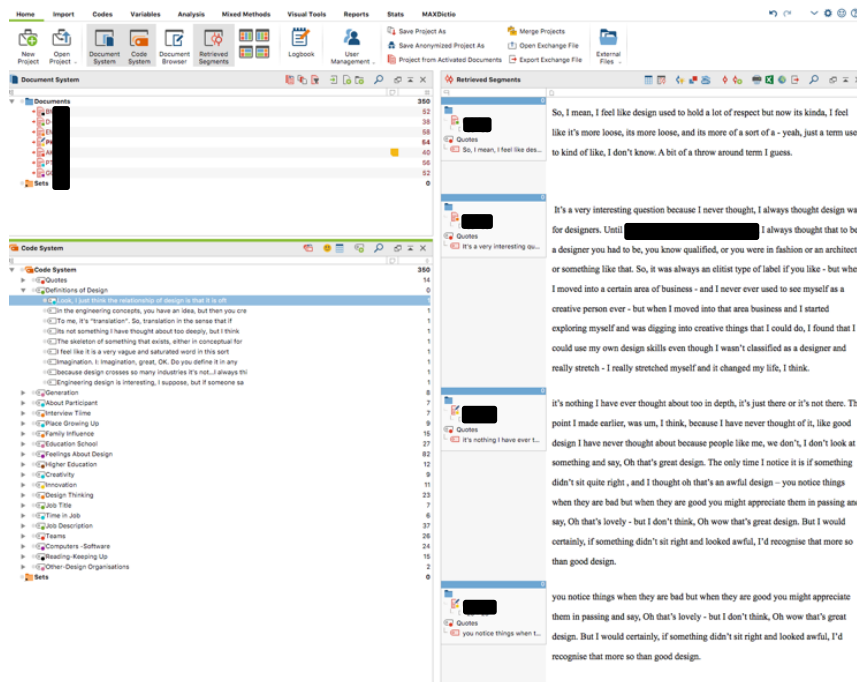 Home Import Codes Variables Analysis Mixed Methods Visual Tools Reports Stats MAXDictio
New Project
Open Project
Document System
Code System
Document Browser
Retrieved Segments
Logbook
User Management
Save Project As
Save Anonymized Project As
Project from Activated Documents
Merge Projects
Open Exchange File
Export Exchange File
External Files
Document System
Documents 350
52
38
58
54
40
56
52
Sets 0
Code System
Code System 350
Quotes 14
Definitions of Design 1
Look, I just think the relationship of design is that it is oft 1
In the engineering concepts, you have an idea, but then you cre 1
To me, it's "translation". So, translation in the sense that if 1
Its not something I have thought about too deeply, but I think 1
The skeleton of something that exists, either in conceptual for 1
I feel like it is a very vague and saturated word in this sort 1
Imagination. I: Imagination, great, OK. Do you define it in any 1
because design crosses so many industries it's not...I always thi 1
Engineering design is interesting, I suppose, but if someone sa 1
Generation 8
About Participant 7
Interview Time 7
Place Growing Up 9
Family Influence 15
Education School 27
Feelings About Design 82
Higher Education 12
Creativity 9
Innovation 11
Design Thinking 23
Job Title 7
Time in Job 6
Job Description 37
Teams 26
Computers -Software 24
Reading-Keeping Up 15
Other-Design Organisations 2
Sets 0
Retrieved Segments
Quotes
So, I mean, I feel like des...
So, I mean, I feel like design used to hold a lot of respect but now its kinda, I feel
like it's more loose, its more loose, and its more of a sort of a - yeah, just a term use
to kind of like, I don't know. A bit of a throw around term I guess.
Quotes
It's a very interesting qu...
It's a very interesting question because I never thought, I always thought design wa
for designers. Until I always thought that to be
a designer you had to be, you know qualified, or you were in fashion or an architect
or something like that. So, it was always an elitist type of label if you like - but whe
I moved into a certain area of business - and I never ever used to see myself as a
creative person ever - but when I moved into that area business and I started
exploring myself and was digging into creative things that I could do, I found that I
could use my own design skills even though I wasn't classified as a designer and
really stretch - I really stretched myself and it changed my life, I think.
Quotes
it's nothing I have ever t...
it's nothing I have ever thought about too in depth, it's just there or it's not there. Th
point I made earlier, was um, I think, because I have never thought of it, like good
design I have never thought about because people like me, we don't, I don't look at
something and say, Oh that's great design. The only time I notice it is if something
didn't sit quite right , and I thought oh that's an awful design – you notice things
when they are bad but when they are good you might appreciate them in passing and
say, Oh that's lovely - but I don't think, Oh wow that's great design. But I would
certainly, if something didn't sit right and looked awful, I'd recognise that more so
than good design.
Quotes
you notice things when t...
you notice things when they are bad but when they are good you might appreciate
them in passing and say, Oh that's lovely - but I don't think, Oh wow that's great
design. But I would certainly, if something didn't sit right and looked awful, I'd
recognise that more so than good design.